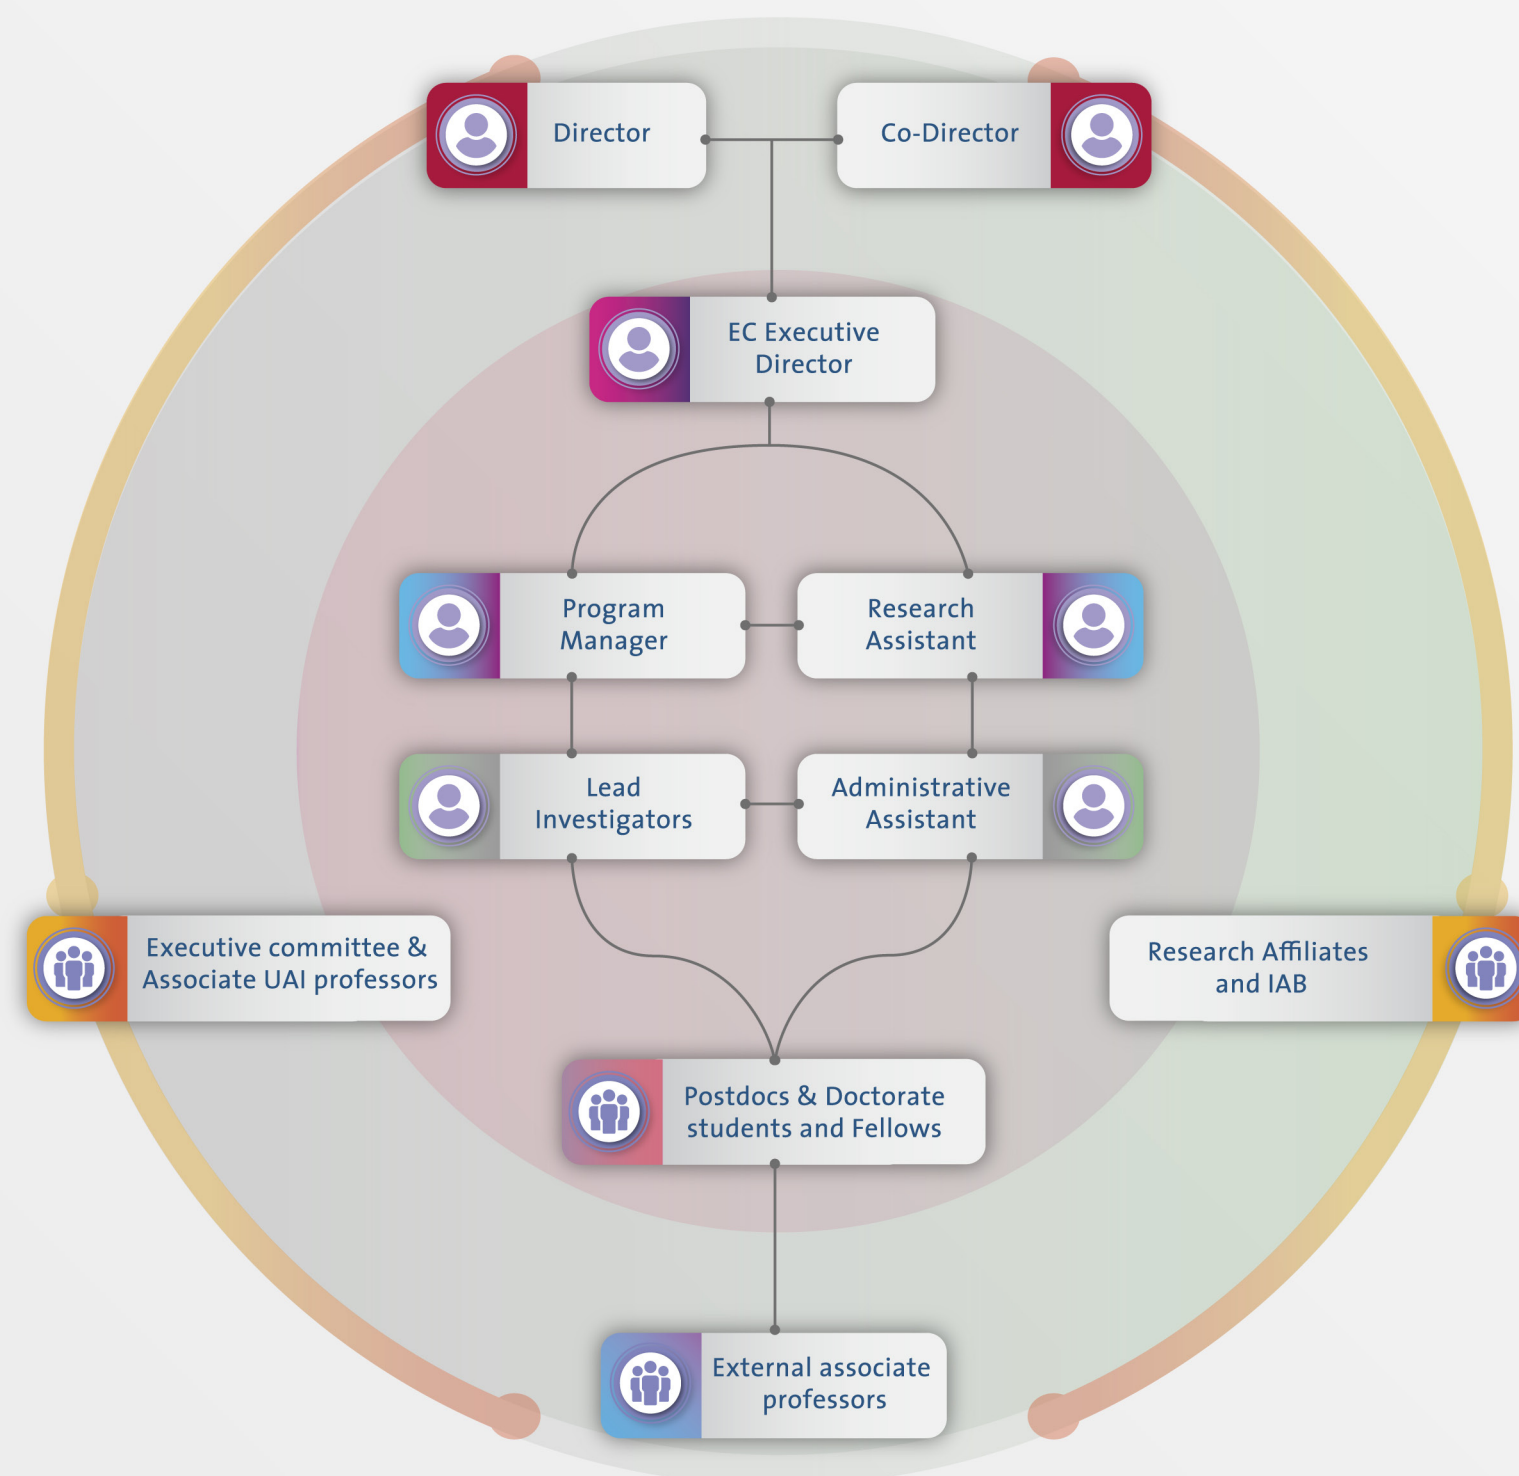 Director
Co-Director
EC Executive
Director
Program
Manager
Research
Assistant
Lead
Investigators
Administrative
Assistant
Executive committee &
Associate UAI professors
Research Affiliates
and IAB
Postdocs & Doctorate
students and Fellows
External associate
professors